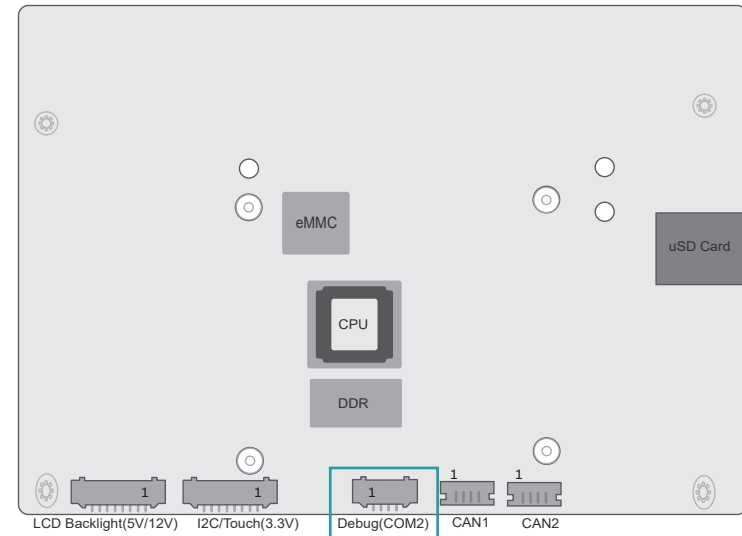 eMMC
uSD Card
CPU
DDR
1
1
1
1
1
LCD Backlight(5V/12V)
I2C/Touch(3.3V)
Debug(COM2)
CAN1
CAN2